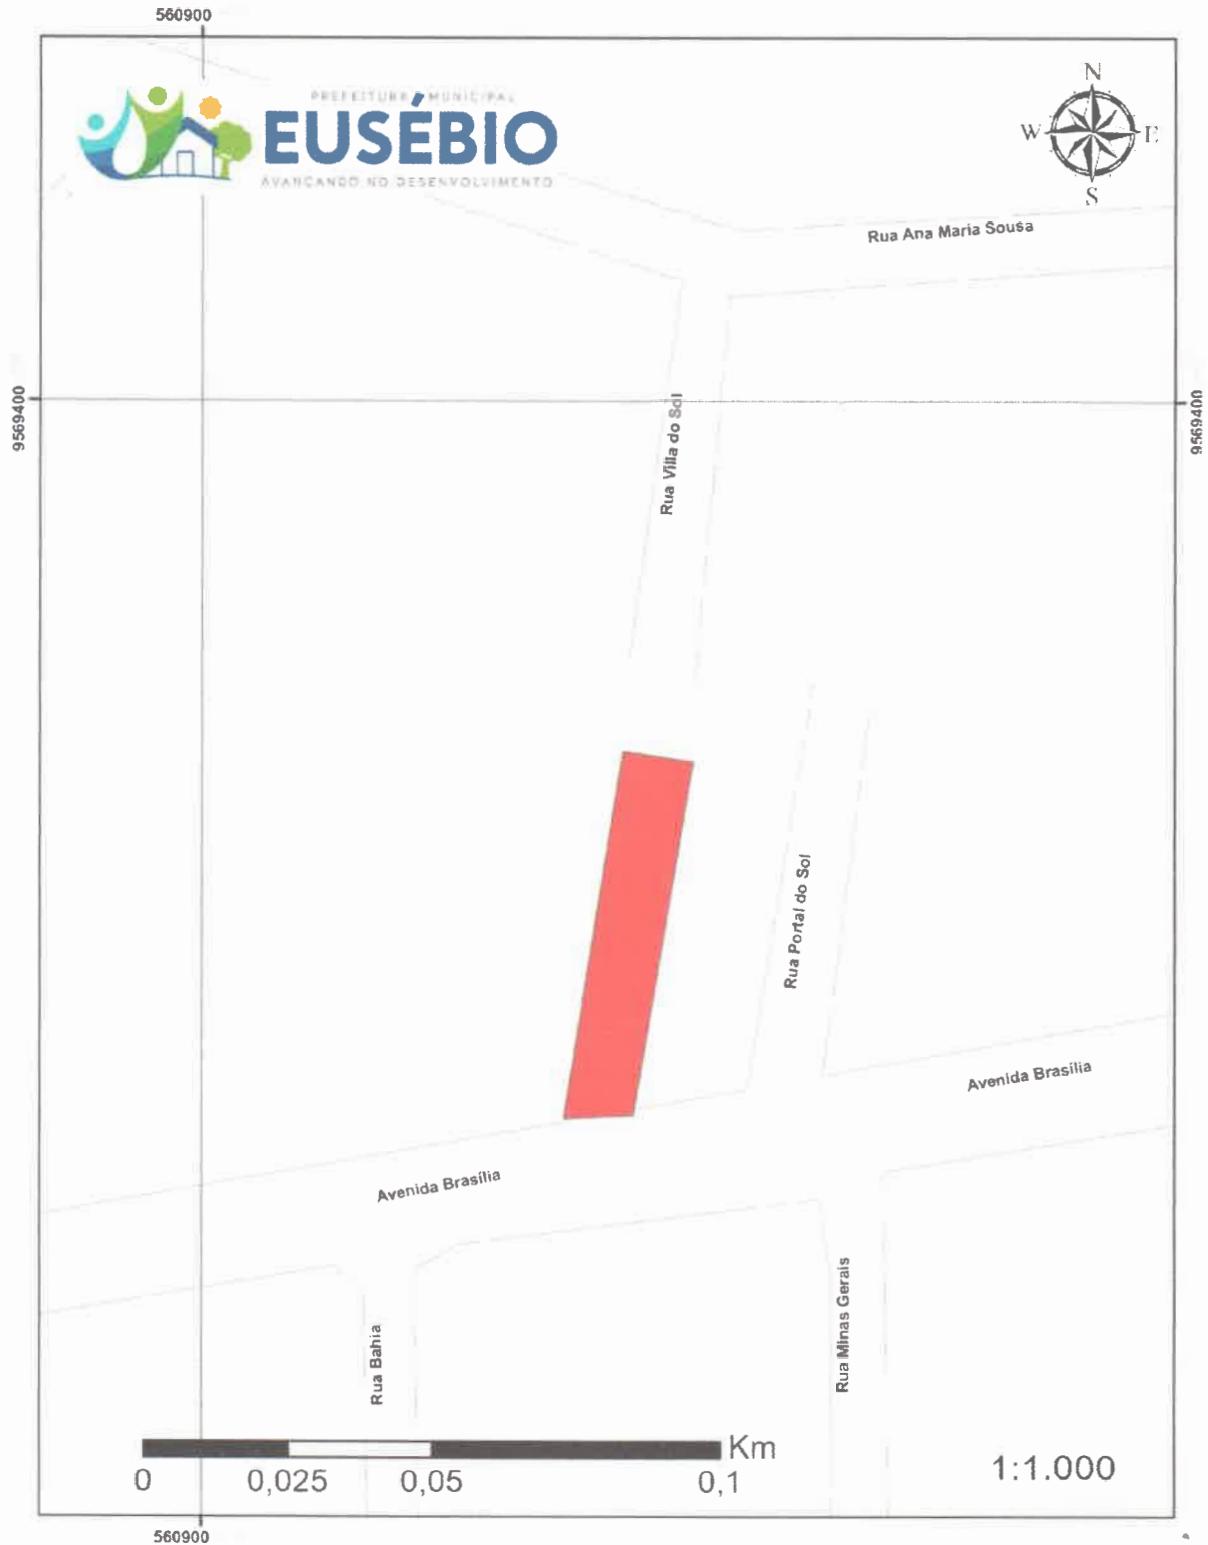 560900
PREFEITURA MUNICIPAL
EUSÉBIO
AVANÇANDO NO DESENVOLVIMENTO
N
W
E
S
Rua Ana Maria Sousa
9569400
9569400
Rua Villa do Sol
Rua Portal do Sol
Avenida Brasília
Avenida Brasília
Rua Bahia
Rua Minas Gerais
Km
0
0,025
0,05
0,1
1:1.000
560900